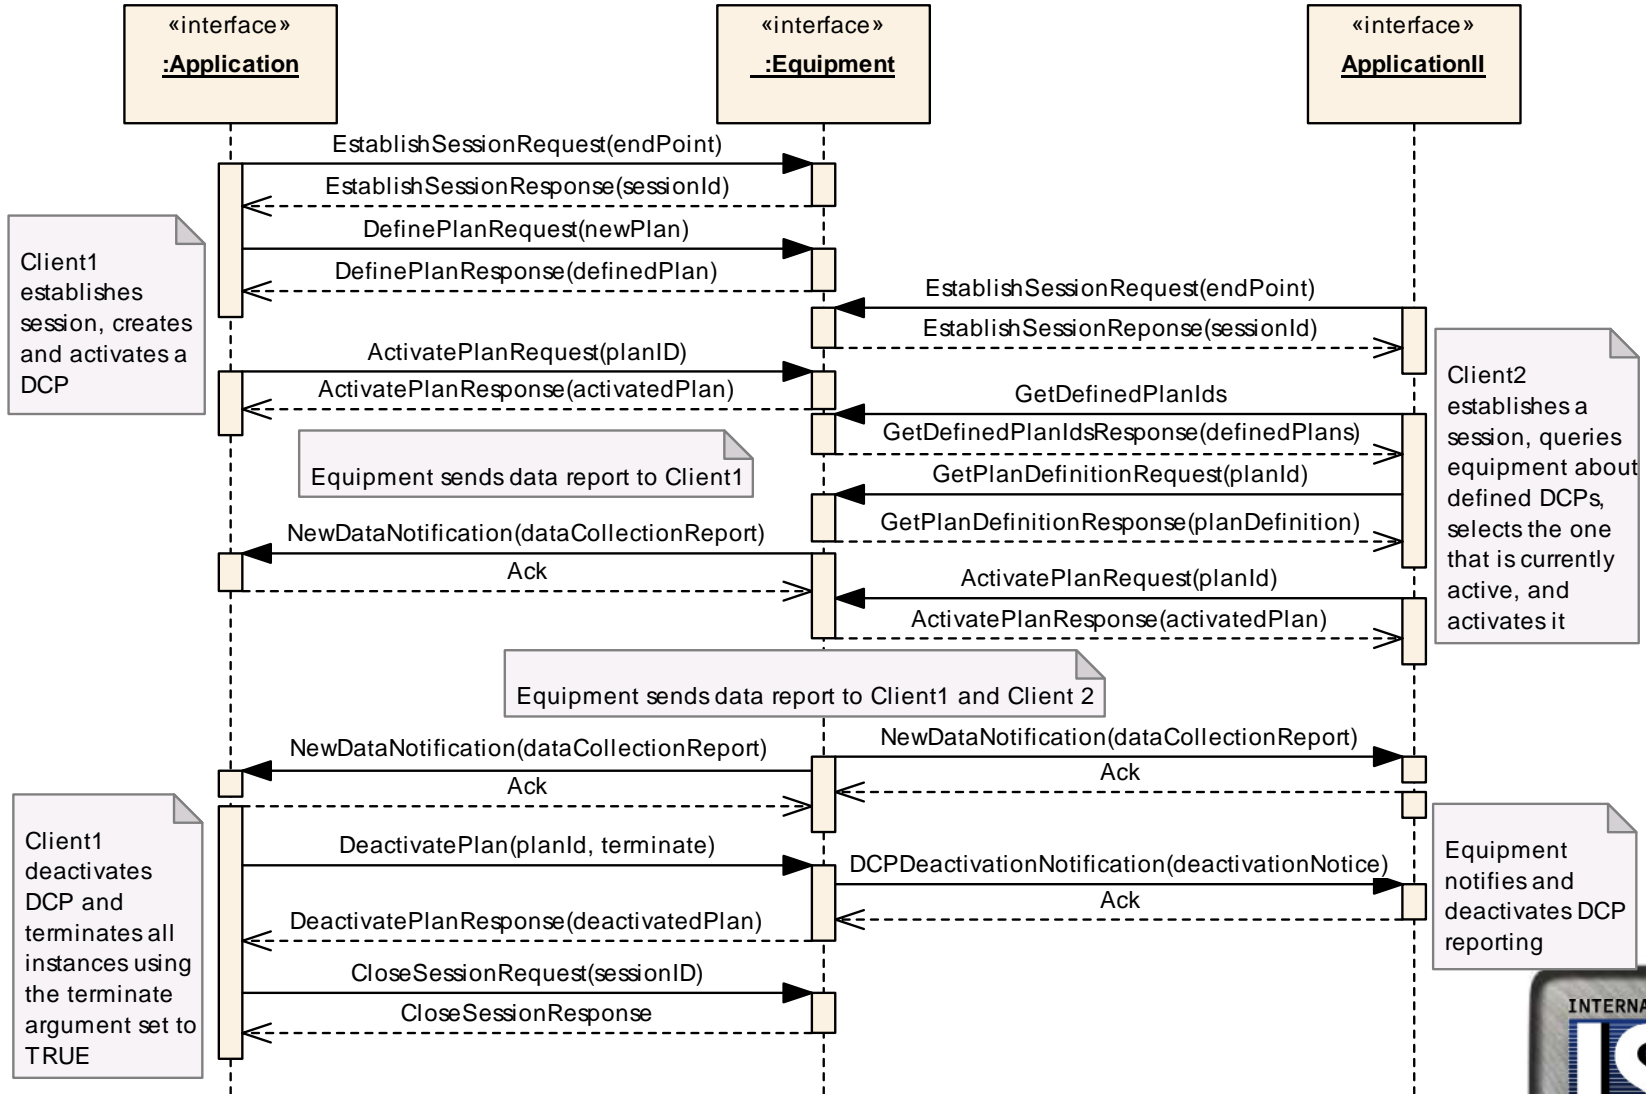 «interface»
:Application
«interface»
:Equipment
«interface»
ApplicationII
EstablishSessionRequest(endPoint)
EstablishSessionResponse(sessionId)
DefinePlanRequest(newPlan)
DefinePlanResponse(definedPlan)
Client1
establishes
session, creates
and activates a
DCP
EstablishSessionRequest(endPoint)
EstablishSessionReponse(sessionId)
ActivatePlanRequest(planID)
ActivatePlanResponse(activatedPlan)
GetDefinedPlanIds
GetDefinedPlanIdsResponse(definedPlans)
GetPlanDefinitionRequest(planId)
GetPlanDefinitionResponse(planDefinition)
Client2
establishes a
session, queries
equipment about
defined DCPs,
selects the one
that is currently
active, and
activates it
Equipment sends data report to Client1
NewDataNotification(dataCollectionReport)
Ack
ActivatePlanRequest(planId)
ActivatePlanResponse(activatedPlan)
Equipment sends data report to Client1 and Client 2
NewDataNotification(dataCollectionReport)
Ack
NewDataNotification(dataCollectionReport)
Ack
Client1
deactivates
DCP and
terminates all
instances using
the terminate
argument set to
TRUE
DeactivatePlan(planId, terminate)
DCPDeactivationNotification(deactivationNotice)
Ack
DeactivatePlanResponse(deactivatedPlan)
Equipment
notifies and
deactivates DCP
reporting
CloseSessionRequest(sessionID)
CloseSessionResponse